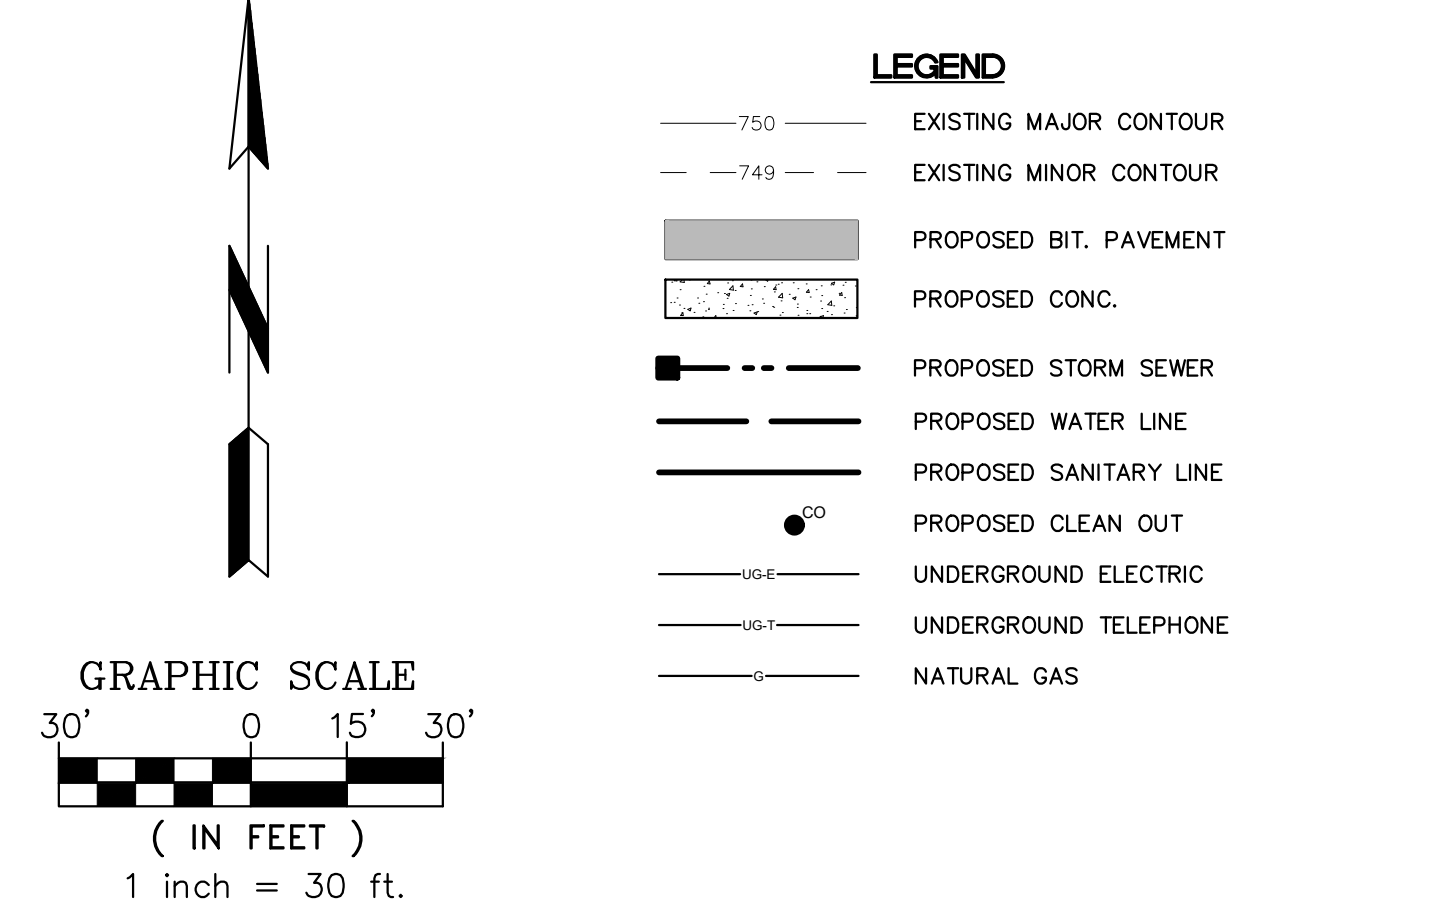 LEGEND
750 EXISTING MAJOR CONTOUR
749 EXISTING MINOR CONTOUR
PROPOSED BIT. PAVEMENT
PROPOSED CONC.
PROPOSED STORM SEWER
PROPOSED WATER LINE
PROPOSED SANITARY LINE
CO PROPOSED CLEAN OUT
UG-E UNDERGROUND ELECTRIC
UG-T UNDERGROUND TELEPHONE
G NATURAL GAS
N
GRAPHIC SCALE
30' 0 15' 30'
( IN FEET )
1 inch = 30 ft.